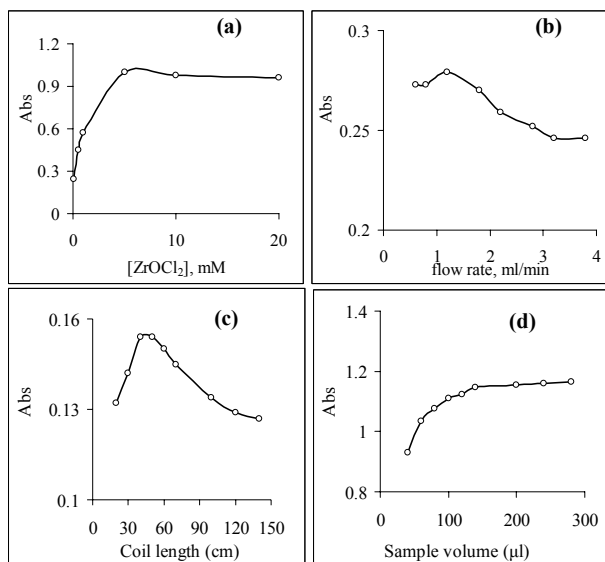 (a)
1.2
0.9
0.6
0.3
0
Abs
0 10 20
[ZrOCl₂], mM
(b)
0.3
0.25
0.2
Abs
0 1 2 3 4
flow rate, ml/min
(c)
0.16
0.13
0.1
Abs
0 30 60 90 120 150
Coil length (cm)
(d)
1.4
1.2
1
0.8
Abs
0 100 200 300
Sample volume (µl)